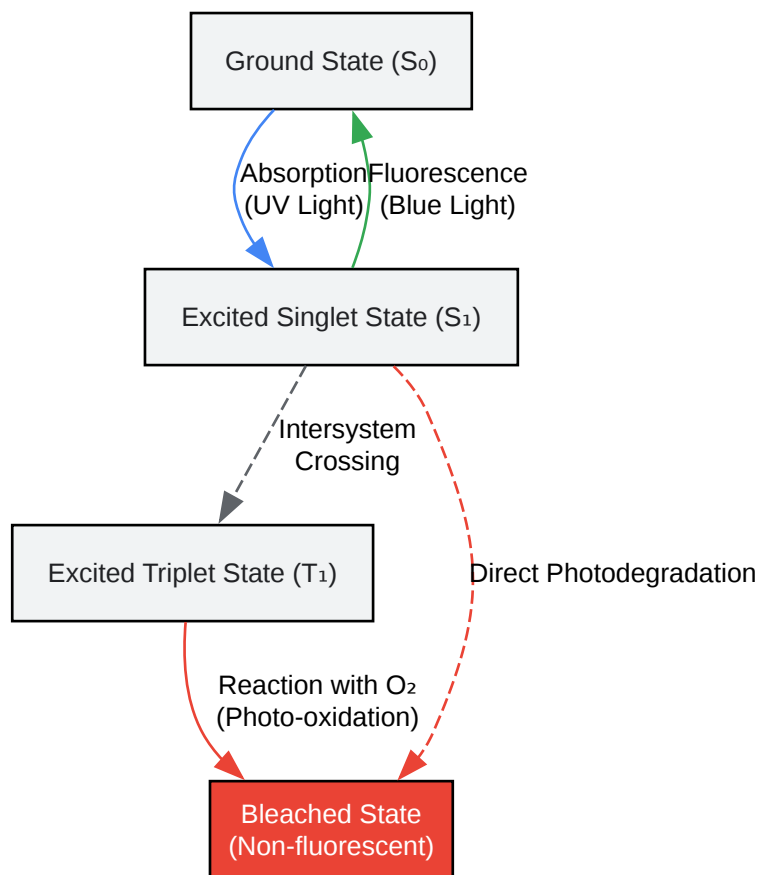 Ground State (S₀)
Absorption
(UV Light)
Fluorescence
(Blue Light)
Excited Singlet State (S₁)
Intersystem
Crossing
Excited Triplet State (T₁)
Direct Photodegradation
Reaction with O₂
(Photo-oxidation)
Bleached State
(Non-fluorescent)